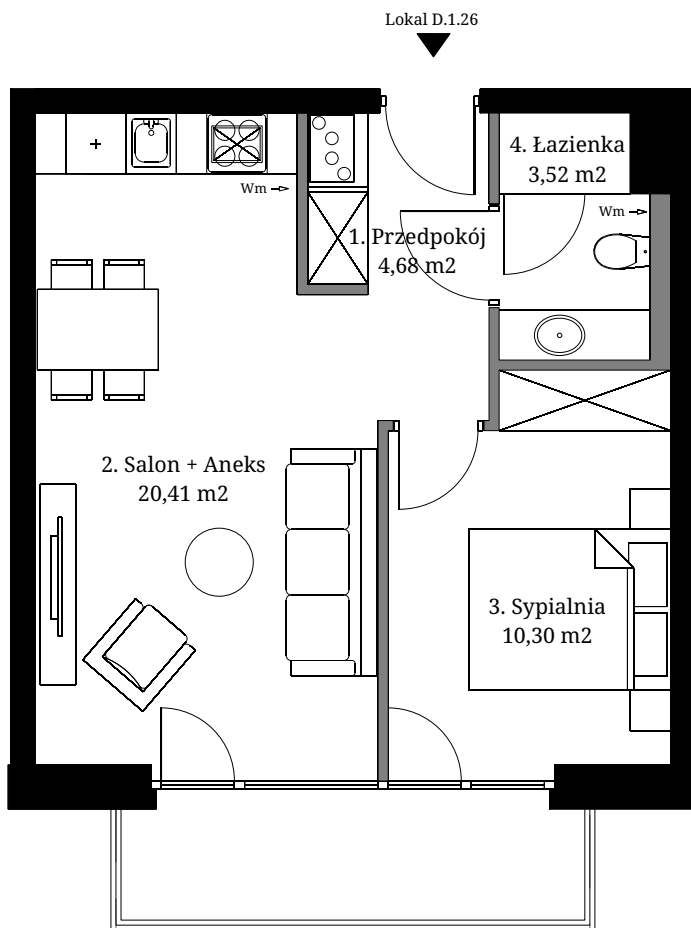 Lokal D.1.26
4. Łazienka
3,52 m2
Wm
Wm
1. Przedpokój
4,68 m2
2. Salon + Aneks
20,41 m2
3. Sypialnia
10,30 m2